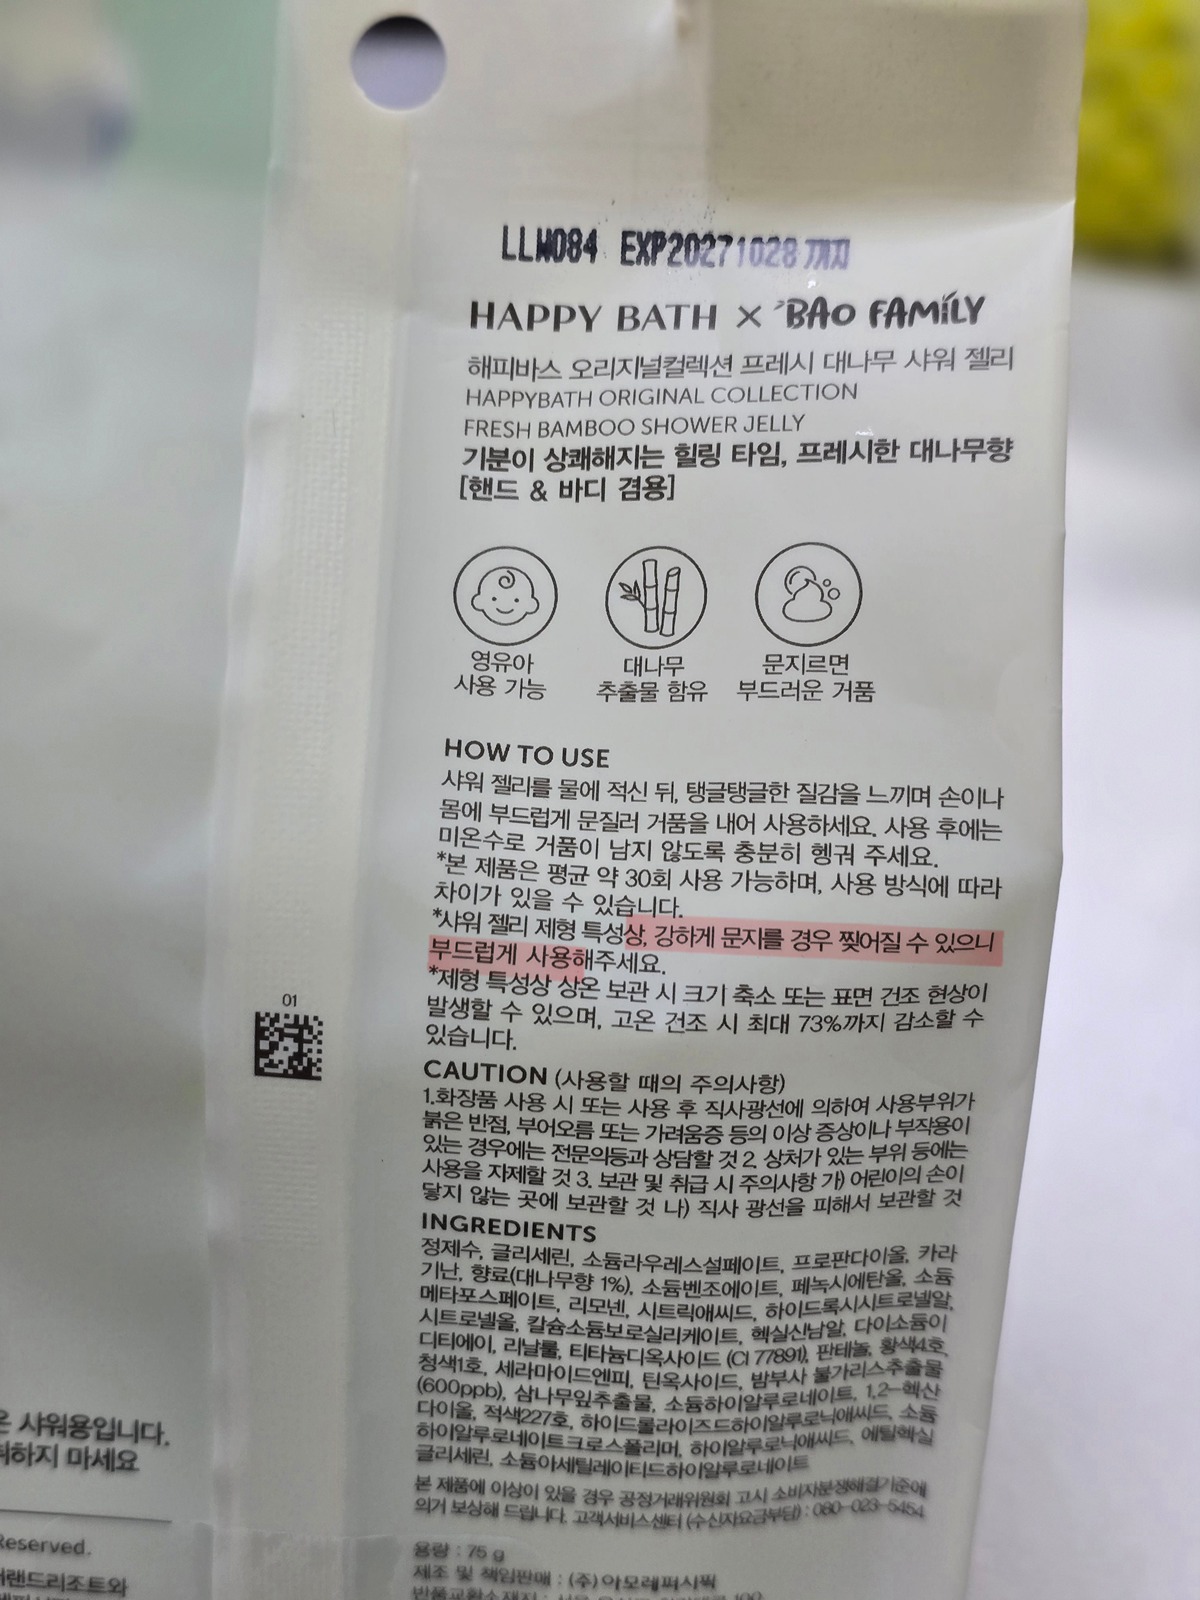 LLW084 EXP20271028까지
HAPPY BATH × BAO FAMILY
해피바스 오리지널컬렉션 프레시 대나무 샤워 젤리
HAPPYBATH ORIGINAL COLLECTION
FRESH BAMBOO SHOWER JELLY
기분이 상쾌해지는 힐링 타임, 프레시한 대나무향
[핸드 & 바디 겸용]
영유아
사용 가능
대나무
추출물 함유
문지르면
부드러운 거품
HOW TO USE
샤워 젤리를 물에 적신 뒤, 탱글탱글한 질감을 느끼며 손이나
몸에 부드럽게 문질러 거품을 내어 사용하세요. 사용 후에는
미온수로 거품이 남지 않도록 충분히 헹궈 주세요.
*본 제품은 평균 약 30회 사용 가능하며, 사용 방식에 따라
차이가 있을 수 있습니다.
*샤워 젤리 제형 특성상, 강하게 문지를 경우 찢어질 수 있으니
부드럽게 사용해주세요.
*제형 특성상 상온 보관 시 크기 축소 또는 표면 건조 현상이
발생할 수 있으며, 고온 건조 시 최대 73%까지 감소할 수
있습니다.
01
CAUTION (사용할 때의 주의사항)
1.화장품 사용 시 또는 사용 후 직사광선에 의하여 사용부위가
붉은 반점, 부어오름 또는 가려움증 등의 이상 증상이나 부작용이
있는 경우에는 전문의등과 상담할 것 2. 상처가 있는 부위 등에는
사용을 자제할 것 3. 보관 및 취급 시 주의사항 가) 어린이의 손이
닿지 않는 곳에 보관할 것 나) 직사 광선을 피해서 보관할 것
INGREDIENTS
정제수, 글리세린, 소듐라우레스설페이트, 프로판다이올, 카라
기난, 향료(대나무향 1%), 소듐벤조에이트, 페녹시에탄올, 소듐
메타포스페이트, 리모넨, 시트릭애씨드, 하이드록시시트로넬알,
시트로넬올, 칼슘소듐보로실리케이트, 헥실신남알, 다이소듐이
디티에이, 리날룰, 티타늄디옥사이드 (CI 77891), 판테놀, 황색4호,
청색1호, 세라마이드엔피, 틴옥사이드, 밤부사 불가리스추출물
(600ppb), 삼나무잎추출물, 소듐하이알루로네이트, 1,2-헥산
다이올, 적색227호, 하이드롤라이즈드하이알루로닉애씨드, 소듐
하이알루로네이트크로스폴리머, 하이알루로닉애씨드, 에틸헥실
글리세린, 소듐아세틸레이티드하이알루로네이트
본 제품에 이상이 있을 경우 공정거래위원회 고시 소비자분쟁해결기준에
의거 보상해 드립니다. 고객서비스센터 (수신자요금부담) : 080-023-5454
용량 : 75 g
제조 및 책임판매 : (주)아모레퍼시픽
샤워용입니다.
하지 마세요
Reserved.
랜드리조트와